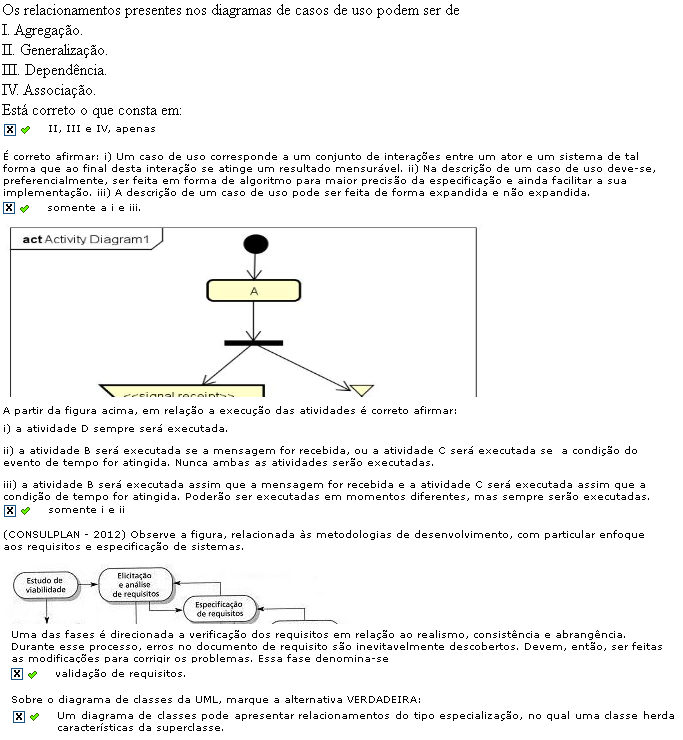 Os relacionamentos presentes nos diagramas de casos de uso podem ser de
I. Agregação.
II. Generalização.
III. Dependência.
IV. Associação.
Está correto o que consta em:
II, III e IV, apenas
É correto afirmar: i) Um caso de uso corresponde a um conjunto de interações entre um ator e um sistema de tal
forma que ao final desta interação se atinge um resultado mensurável. ii) Na descrição de um caso de uso deve-se,
preferencialmente, ser feita em forma de algoritmo para maior precisão da especificação e ainda facilitar a sua
implementação. iii) A descrição de um caso de uso pode ser feita de forma expandida e não expandida.
somente a i e iii.
act Activity Diagram1
A
<<signal receipt>>
A partir da figura acima, em relação a execução das atividades é correto afirmar:
i) a atividade D sempre será executada.
ii) a atividade B será executada se a mensagem for recebida, ou a atividade C será executada se a condição do
evento de tempo for atingida. Nunca ambas as atividades serão executadas.
iii) a atividade B será executada assim que a mensagem for recebida e a atividade C será executada assim que a
condição de tempo for atingida. Poderão ser executadas em momentos diferentes, mas sempre serão executadas.
somente i e ii
(CONSULPLAN - 2012) Observe a figura, relacionada às metodologias de desenvolvimento, com particular enfoque
aos requisitos e especificação de sistemas.
Estudo de
viabilidade
Elicitação
e análise
de requisitos
Especificação
de requisitos
Uma das fases é direcionada a verificação dos requisitos em relação ao realismo, consistência e abrangência.
Durante esse processo, erros no documento de requisito são inevitavelmente descobertos. Devem, então, ser feitas
as modificações para corrigir os problemas. Essa fase denomina-se
validação de requisitos.
Sobre o diagrama de classes da UML, marque a alternativa VERDADEIRA:
Um diagrama de classes pode apresentar relacionamentos do tipo especialização, no qual uma classe herda
características da superclasse.